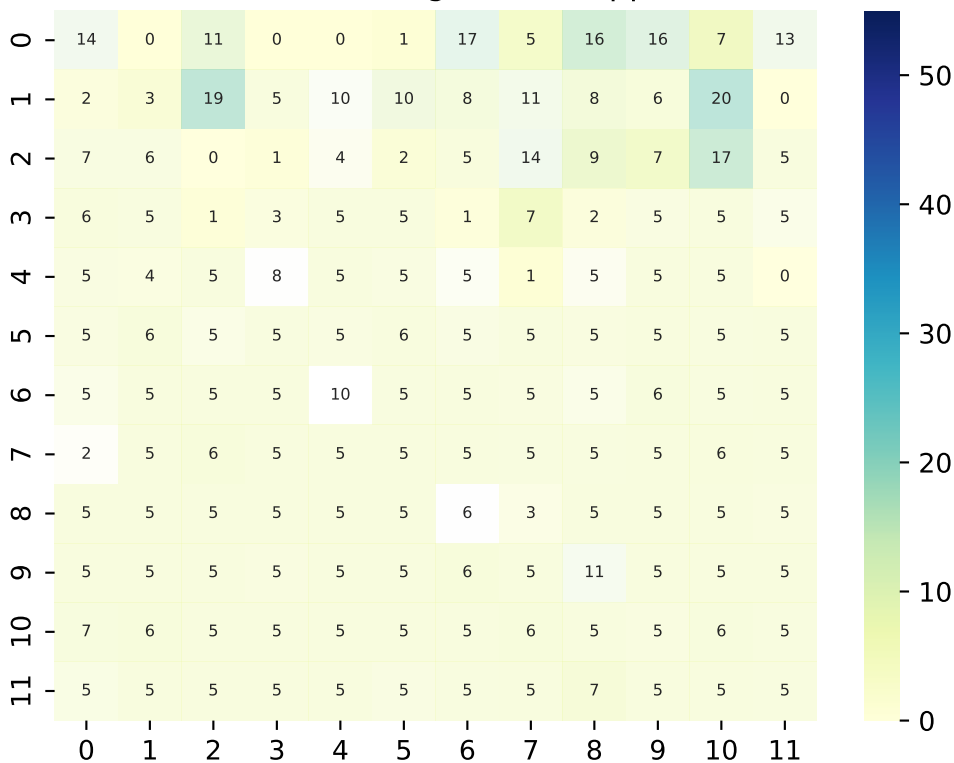 0 14 0 11 0 0 1 17 5 16 16 7 13
1 2 3 19 5 10 10 8 11 8 6 20 0
2 7 6 0 1 4 2 5 14 9 7 17 5
3 6 5 1 3 5 5 1 7 2 5 5 5
4 5 4 5 8 5 5 5 1 5 5 5 0
5 5 6 5 5 5 6 5 5 5 5 5 5
6 5 5 5 5 10 5 5 5 5 6 5 5
7 2 5 6 5 5 5 5 5 5 5 6 5
8 5 5 5 5 5 5 6 3 5 5 5 5
9 5 5 5 5 5 5 6 5 11 5 5 5
10 7 6 5 5 5 5 5 6 5 5 6 5
11 5 5 5 5 5 5 5 5 7 5 5 5
0 1 2 3 4 5 6 7 8 9 10 11
50
40
30
20
10
0